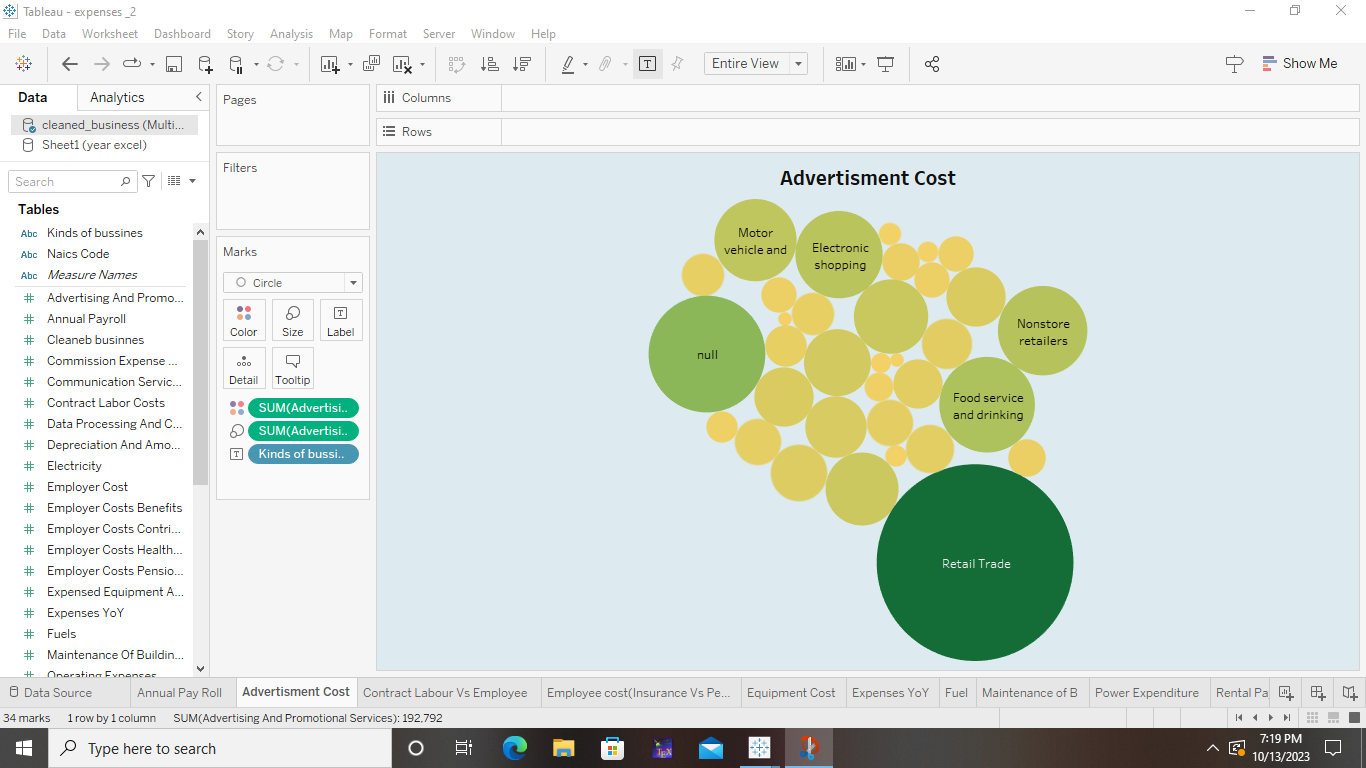 Tableau - expenses _2
File Data Worksheet Dashboard Story Analysis Map Format Server Window Help
Entire View
Show Me
Data Analytics
cleaned_business (Multi...
Sheet1 (year excel)
Search
Tables
Abc Kinds of bussines
Abc Naics Code
Abc Measure Names
Advertising And Promo...
Annual Payroll
Cleaneb businnes
Commission Expense ...
Communication Servic...
Contract Labor Costs
Data Processing And C...
Depreciation And Amo...
Electricity
Employer Cost
Employer Costs Benefits
Employer Costs Contri...
Employer Costs Health...
Employer Costs Pensio...
Expensed Equipment A...
Expenses YoY
Fuels
Maintenance Of Buildin...
Operating Expenses
Pages
Filters
Marks
Circle
Color Size Label
Detail Tooltip
SUM(Advertisi..
SUM(Advertisi..
Kinds of bussi..
Columns
Rows
Advertisment Cost
Motor
vehicle and
Electronic
shopping
Nonstore
retailers
null
Food service
and drinking
Retail Trade
Data Source Annual Pay Roll Advertisment Cost Contract Labour Vs Employee Employee cost(Insurance Vs Pe... Equipment Cost Expenses YoY Fuel Maintenance of B Power Expenditure Rental Pa
34 marks 1 row by 1 column SUM(Advertising And Promotional Services): 192,792
Type here to search
TEX
7:19 PM
10/13/2023